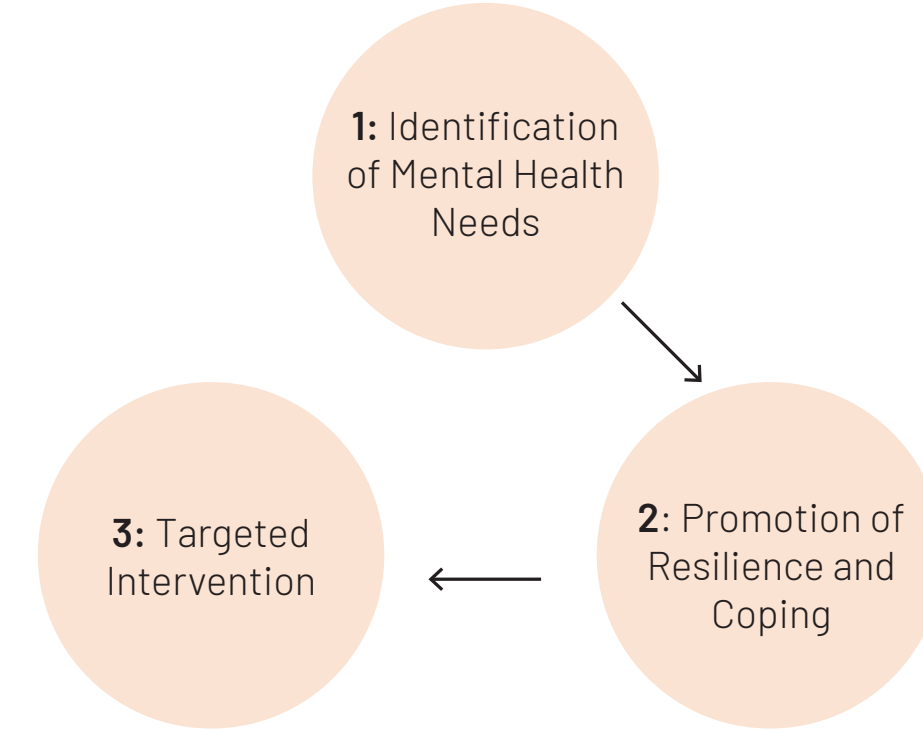 1: Identification
of Mental Health
Needs
2: Promotion of
Resilience and
Coping
3: Targeted
Intervention